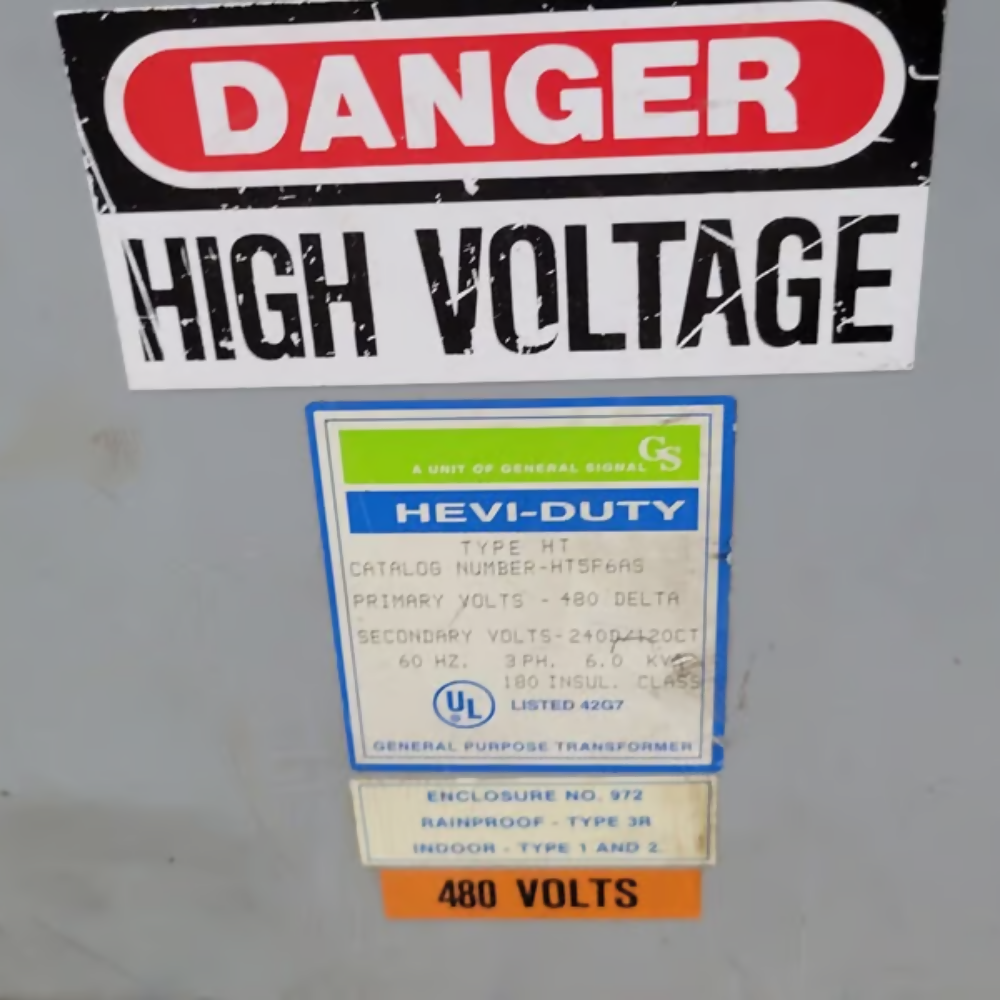 DANGER
HIGH VOLTAGE
GS
A UNIT OF GENERAL SIGNAL
HEVI-DUTY
TYPE HT
CATALOG NUMBER-HT5F6AS
PRIMARY VOLTS - 480 DELTA
SECONDARY VOLTS-240D/120CT
60 HZ. 3 PH. 6.0 KVA
180 INSUL. CLASS
UL LISTED 42G7
GENERAL PURPOSE TRANSFORMER
ENCLOSURE NO. 972
RAINPROOF - TYPE 3R
INDOOR - TYPE 1 AND 2.
480 VOLTS